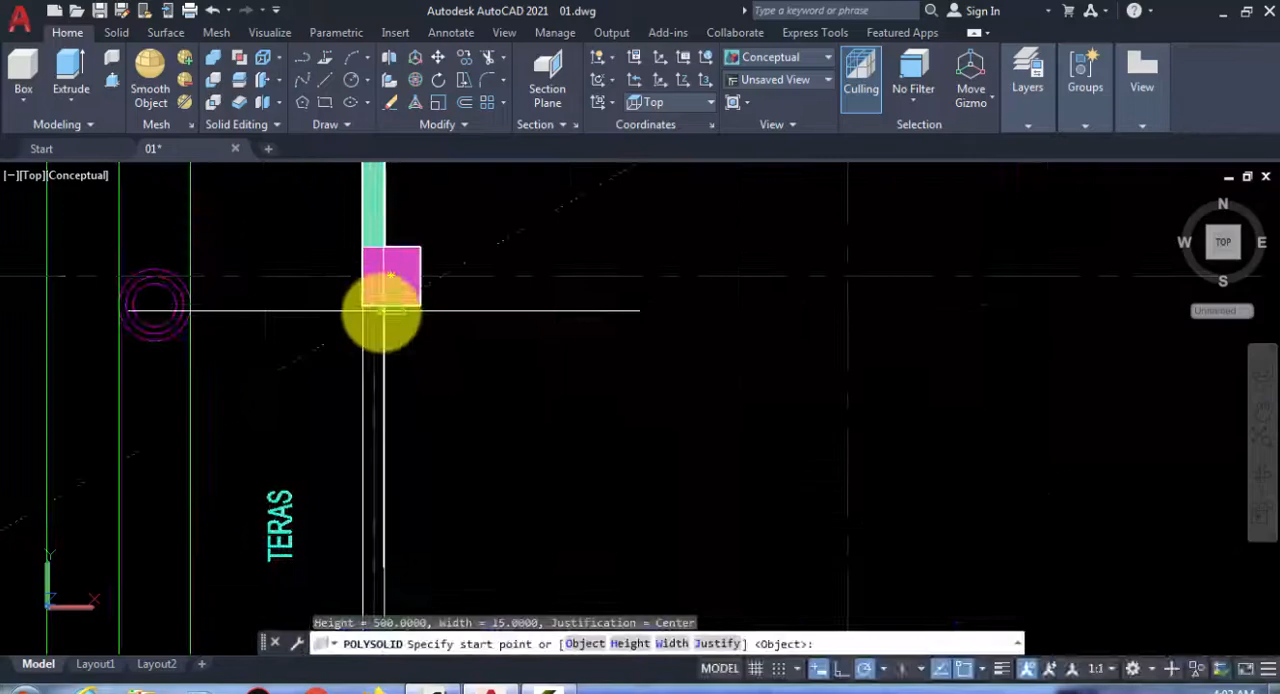 Autodesk AutoCAD 2021 01.dwg
Type a keyword or phrase
Sign In
Home Solid Surface Mesh Visualize Parametric Insert Annotate View Manage Output Add-ins Collaborate Express Tools Featured Apps
Conceptual
Unsaved View
Top
Box Extrude Smooth Object Section Plane Culling No Filter Move Gizmo Layers Groups View
Modeling Mesh Solid Editing Draw Modify Section Coordinates View Selection
Start 01*
[−][Top][Conceptual]
N
W TOP E
S
Unnamed
TERAS
Y
X
Height = 500.0000, Width = 15.0000, Justification = Center
POLYSOLID Specify start point or [Object Height Width Justify] <Object>:
Model Layout1 Layout2 +
MODEL 1:1